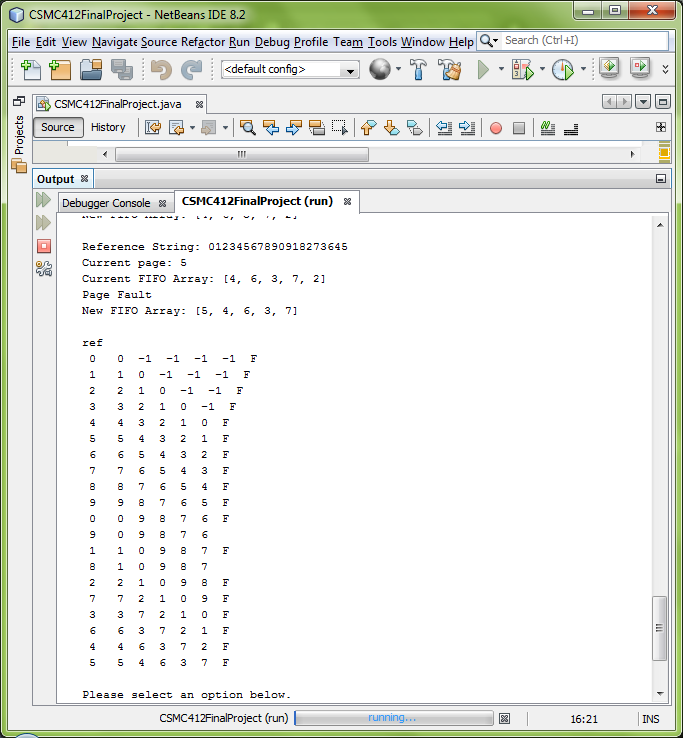 CSMC412FinalProject - NetBeans IDE 8.2
File Edit View Navigate Source Refactor Run Debug Profile Team Tools Window Help Search (Ctrl+I)
<default config>
Projects
CSMC412FinalProject.java
Source History
Output
Debugger Console CSMC412FinalProject (run)
New FIFO Array:
Reference String: 01234567890918273645
Current page: 5
Current FIFO Array: [4, 6, 3, 7, 2]
Page Fault
New FIFO Array: [5, 4, 6, 3, 7]
ref
0 0 -1 -1 -1 -1 F
1 1 0 -1 -1 -1 F
2 2 1 0 -1 -1 F
3 3 2 1 0 -1 F
4 4 3 2 1 0 F
5 5 4 3 2 1 F
6 6 5 4 3 2 F
7 7 6 5 4 3 F
8 8 7 6 5 4 F
9 9 8 7 6 5 F
0 0 9 8 7 6 F
9 0 9 8 7 6
1 1 0 9 8 7 F
8 1 0 9 8 7
2 2 1 0 9 8 F
7 7 2 1 0 9 F
3 3 7 2 1 0 F
6 6 3 7 2 1 F
4 4 6 3 7 2 F
5 5 4 6 3 7 F
Please select an option below.
CSMC412FinalProject (run) running... 16:21 INS